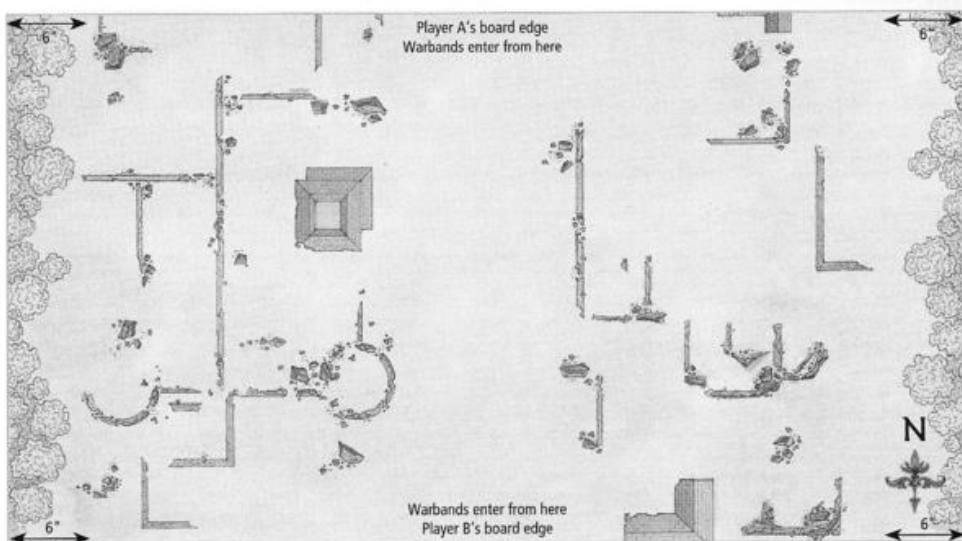 6"
Player A's board edge
Warbands enter from here
6"
N
6"
Warbands enter from here
Player B's board edge
6"